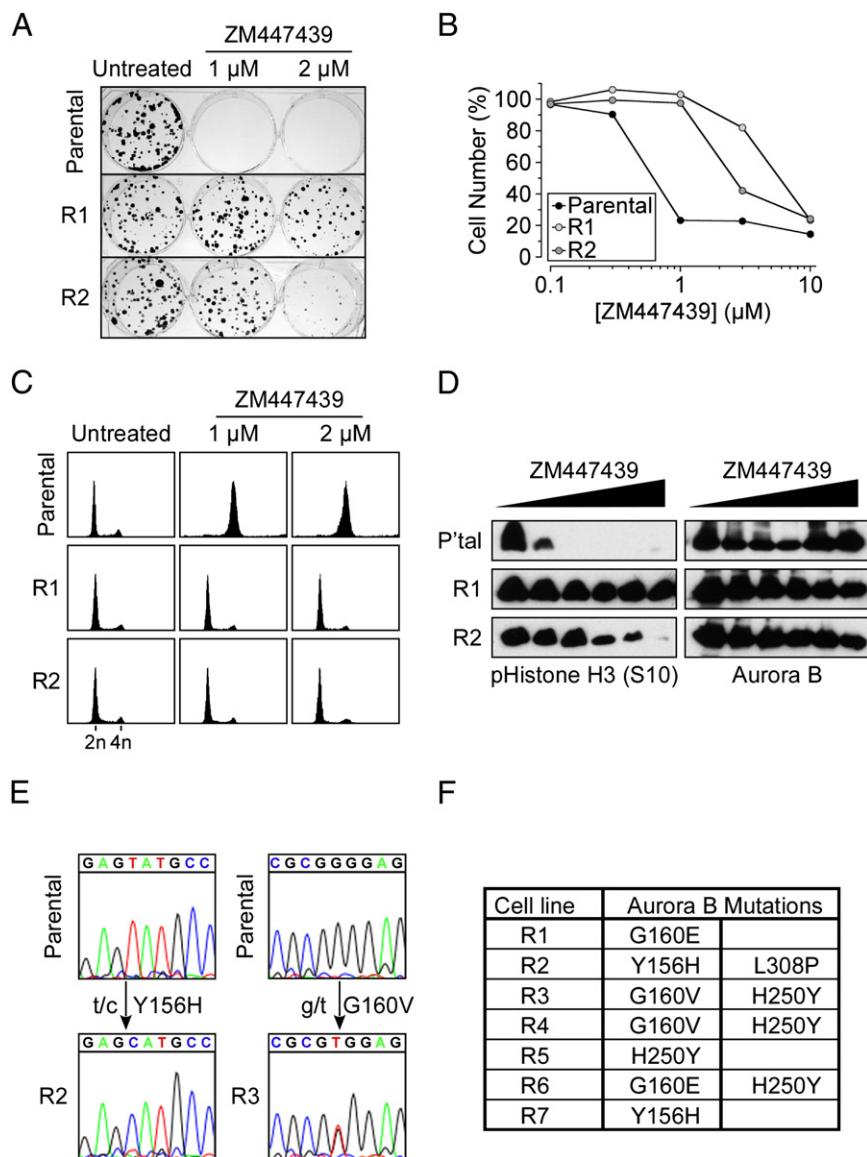 A
ZM447439
Untreated 1 µM 2 µM
Parental
R1
R2
B
Cell Number (%)
100
80
60
40
20
0
Parental
R1
R2
0.1 1 10
[ZM447439] (µM)
C
ZM447439
Untreated 1 µM 2 µM
Parental
R1
R2
2n 4n
D
ZM447439 ZM447439
P'tal
R1
R2
pHistone H3 (S10) Aurora B
E
Parental
GAGTATGCC
t/c Y156H
R2
GAGCATGCC
Parental
CGCGGGGAG
g/t G160V
R3
CGCGTGGAG
F
Cell line Aurora B Mutations
R1 G160E
R2 Y156H L308P
R3 G160V H250Y
R4 G160V H250Y
R5 H250Y
R6 G160E H250Y
R7 Y156H